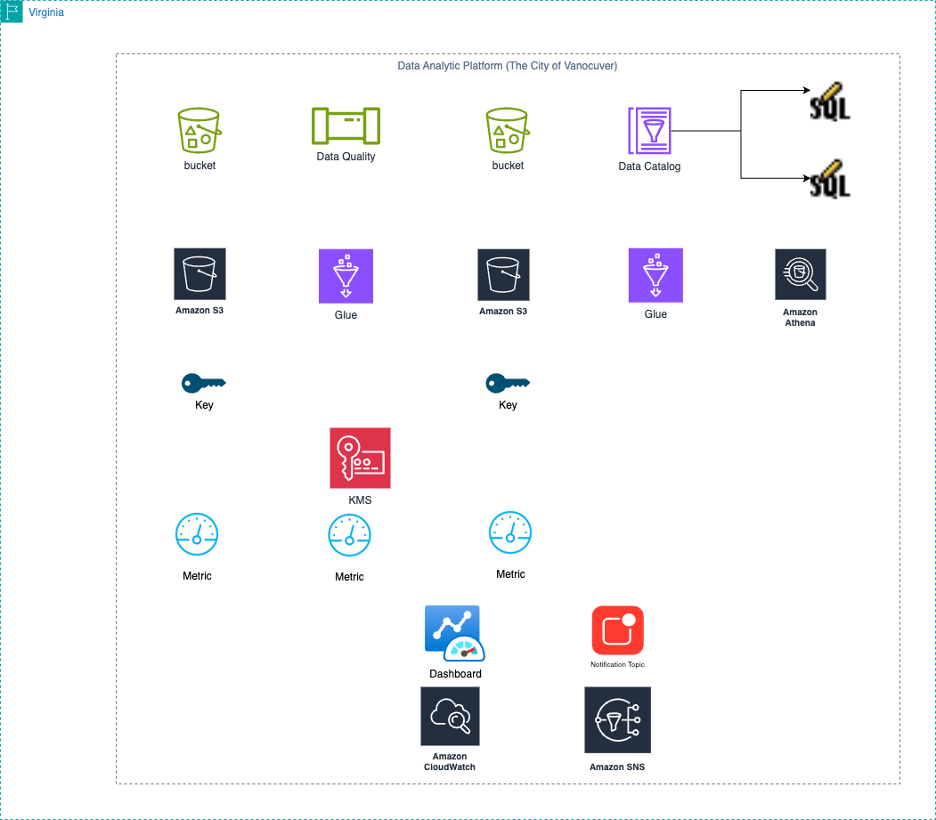 Virginia
Data Analytic Platform (The City of Vanocuver)
SQL
bucket
Data Quality
bucket
Data Catalog
SQL
Amazon S3
Glue
Amazon S3
Glue
Amazon
Athena
Key
Key
KMS
Metric
Metric
Metric
Dashboard
Notification Topic
Amazon
CloudWatch
Amazon SNS